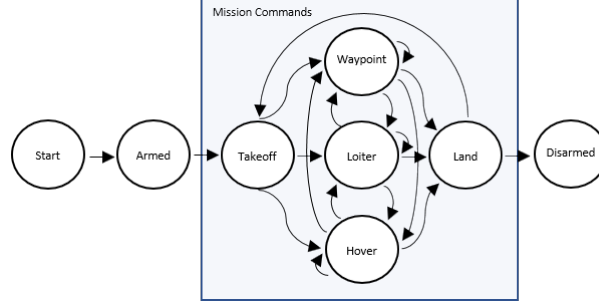 Mission Commands
Waypoint
Start
Armed
Takeoff
Loiter
Land
Disarmed
Hover